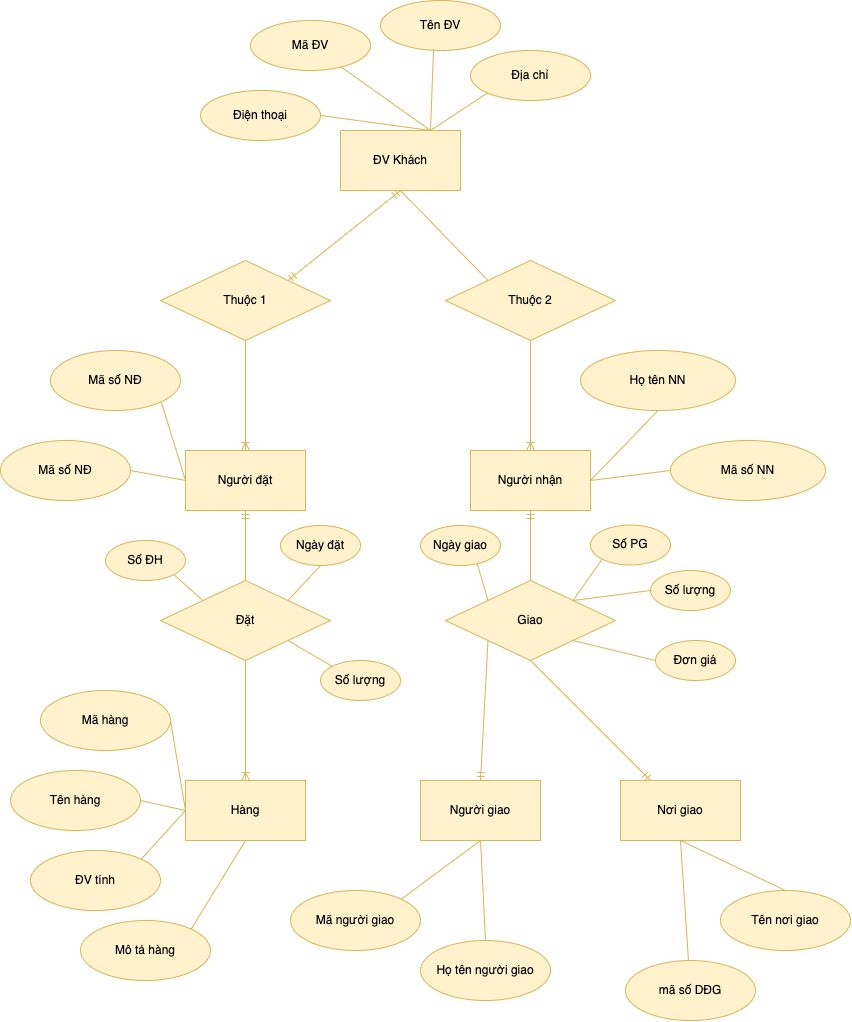 Tên ĐV
Mã ĐV
Địa chỉ
Điện thoại
ĐV Khách
Thuộc 1
Thuộc 2
Mã số NĐ
Họ tên NN
Mã số NĐ
Mã số NN
Người đặt
Người nhận
Ngày đặt
Ngày giao
Số PG
Số ĐH
Số lượng
Đặt
Giao
Đơn giá
Số lượng
Mã hàng
Tên hàng
Hàng
Người giao
Nơi giao
ĐV tính
Mã người giao
Tên nơi giao
Mô tả hàng
Họ tên người giao
mã số DĐG